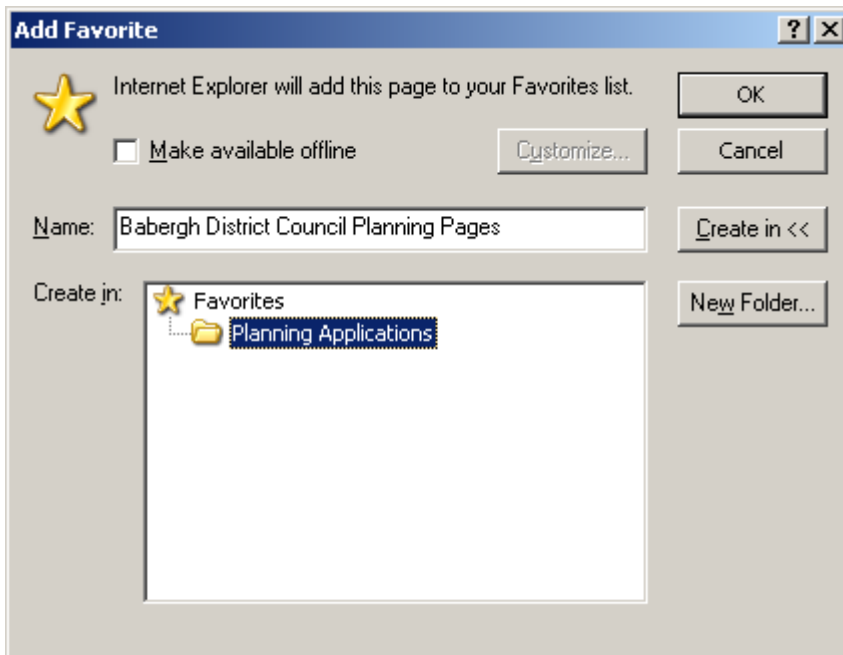 Add Favorite
Internet Explorer will add this page to your Favorites list.
OK
Make available offline
Customize...
Cancel
Name:
Babergh District Council Planning Pages
Create in <<
Create in:
Favorites
New Folder...
Planning Applications